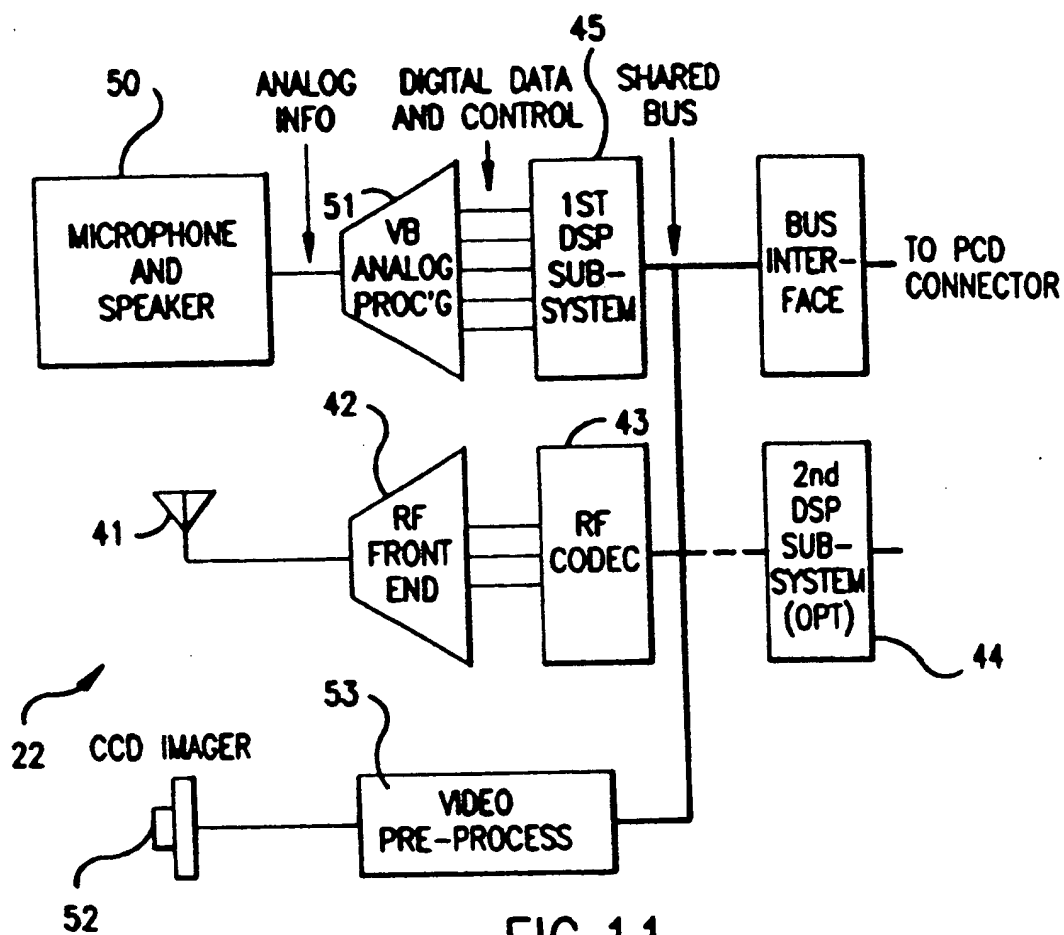 45
50
ANALOG
INFO
DIGITAL DATA
AND CONTROL
SHARED
BUS
MICROPHONE
AND
SPEAKER
51
VB
ANALOG
PROC'G
1ST
DSP
SUB-
SYSTEM
BUS
INTER-
FACE
TO PCD
CONNECTOR
42
43
41
RF
FRONT
END
RF
CODEC
2nd
DSP
SUB-
SYSTEM
(OPT)
44
22
53
CCD IMAGER
VIDEO
PRE-PROCESS
52
FIG.11